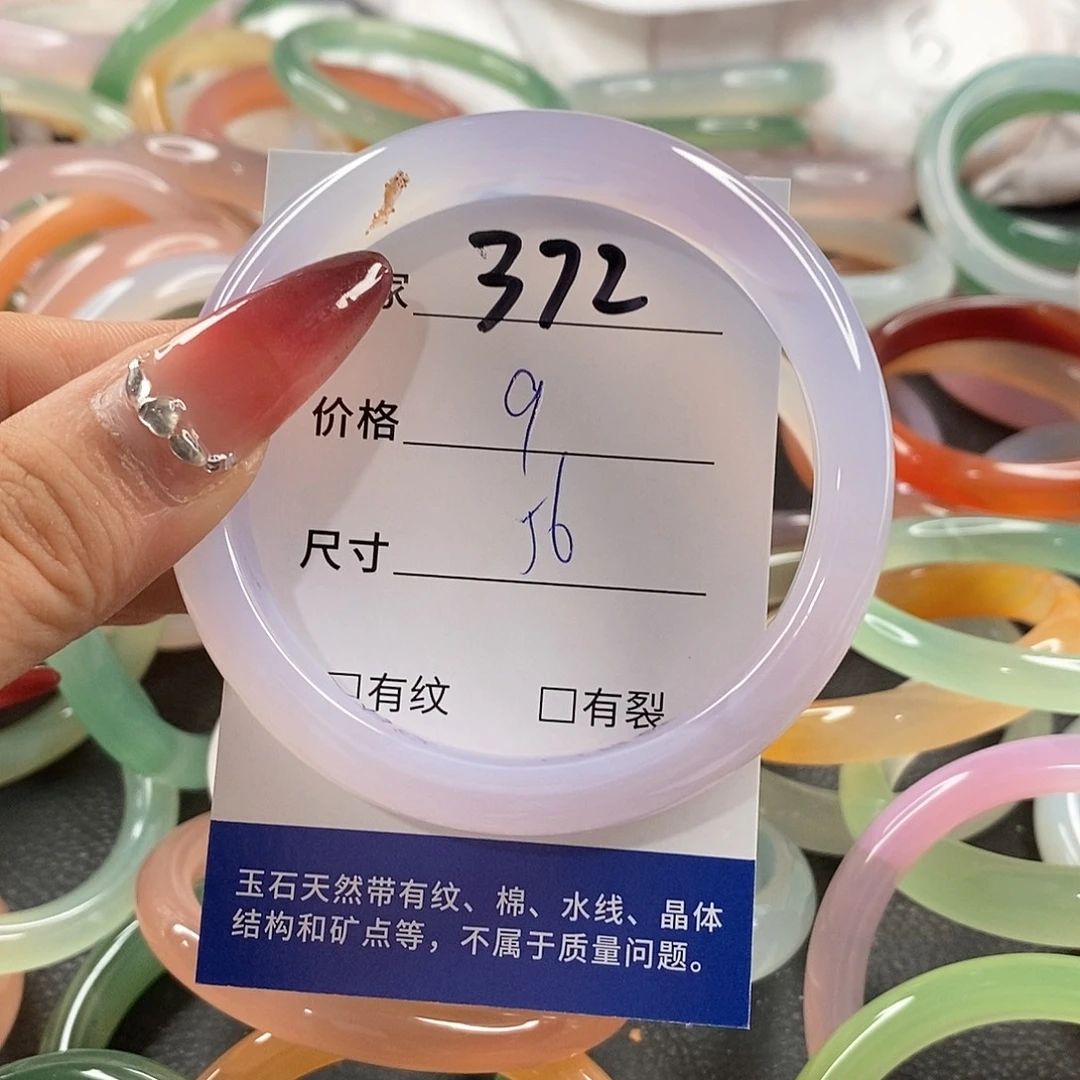 家 372
价格 9
尺寸 56
□有纹 □有裂
玉石天然带有纹、棉、水线、晶体
结构和矿点等，不属于质量问题。